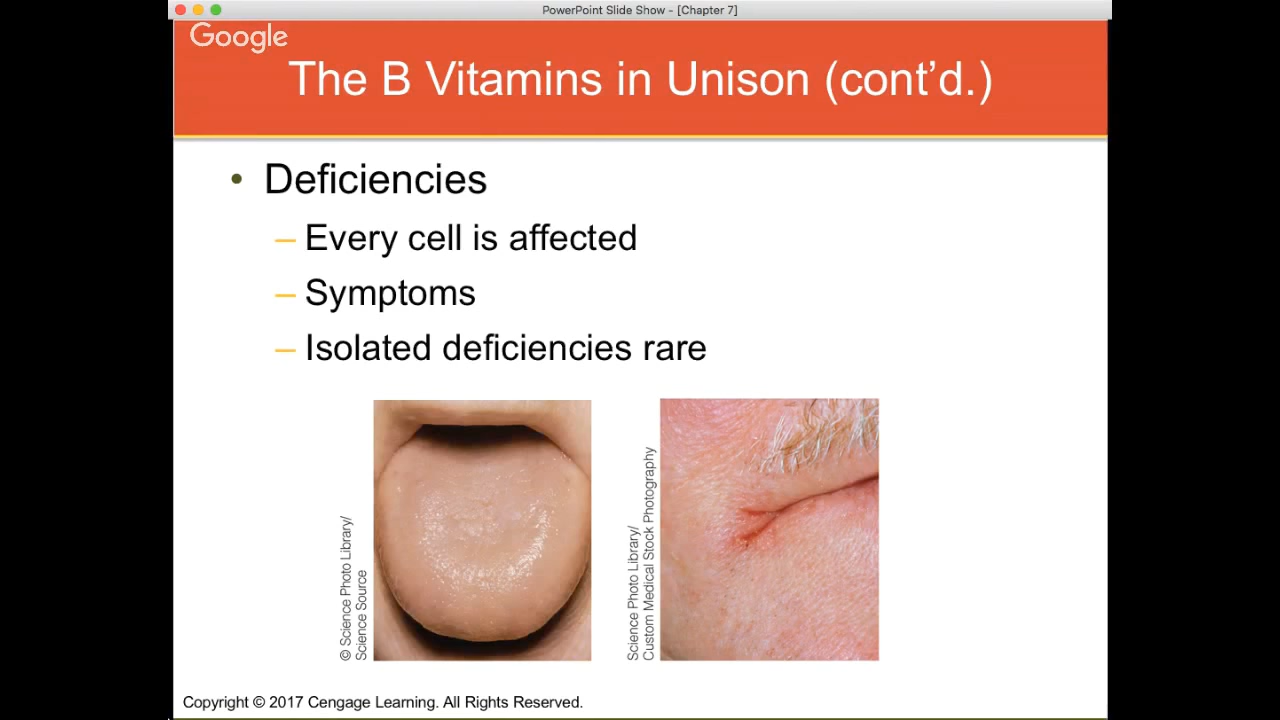 PowerPoint Slide Show - [Chapter 7]
Google
The B Vitamins in Unison (cont’d.)
• Deficiencies
– Every cell is affected
– Symptoms
– Isolated deficiencies rare
© Science Photo Library/
Science Source
Science Photo Library/
Custom Medical Stock Photography
Copyright © 2017 Cengage Learning. All Rights Reserved.